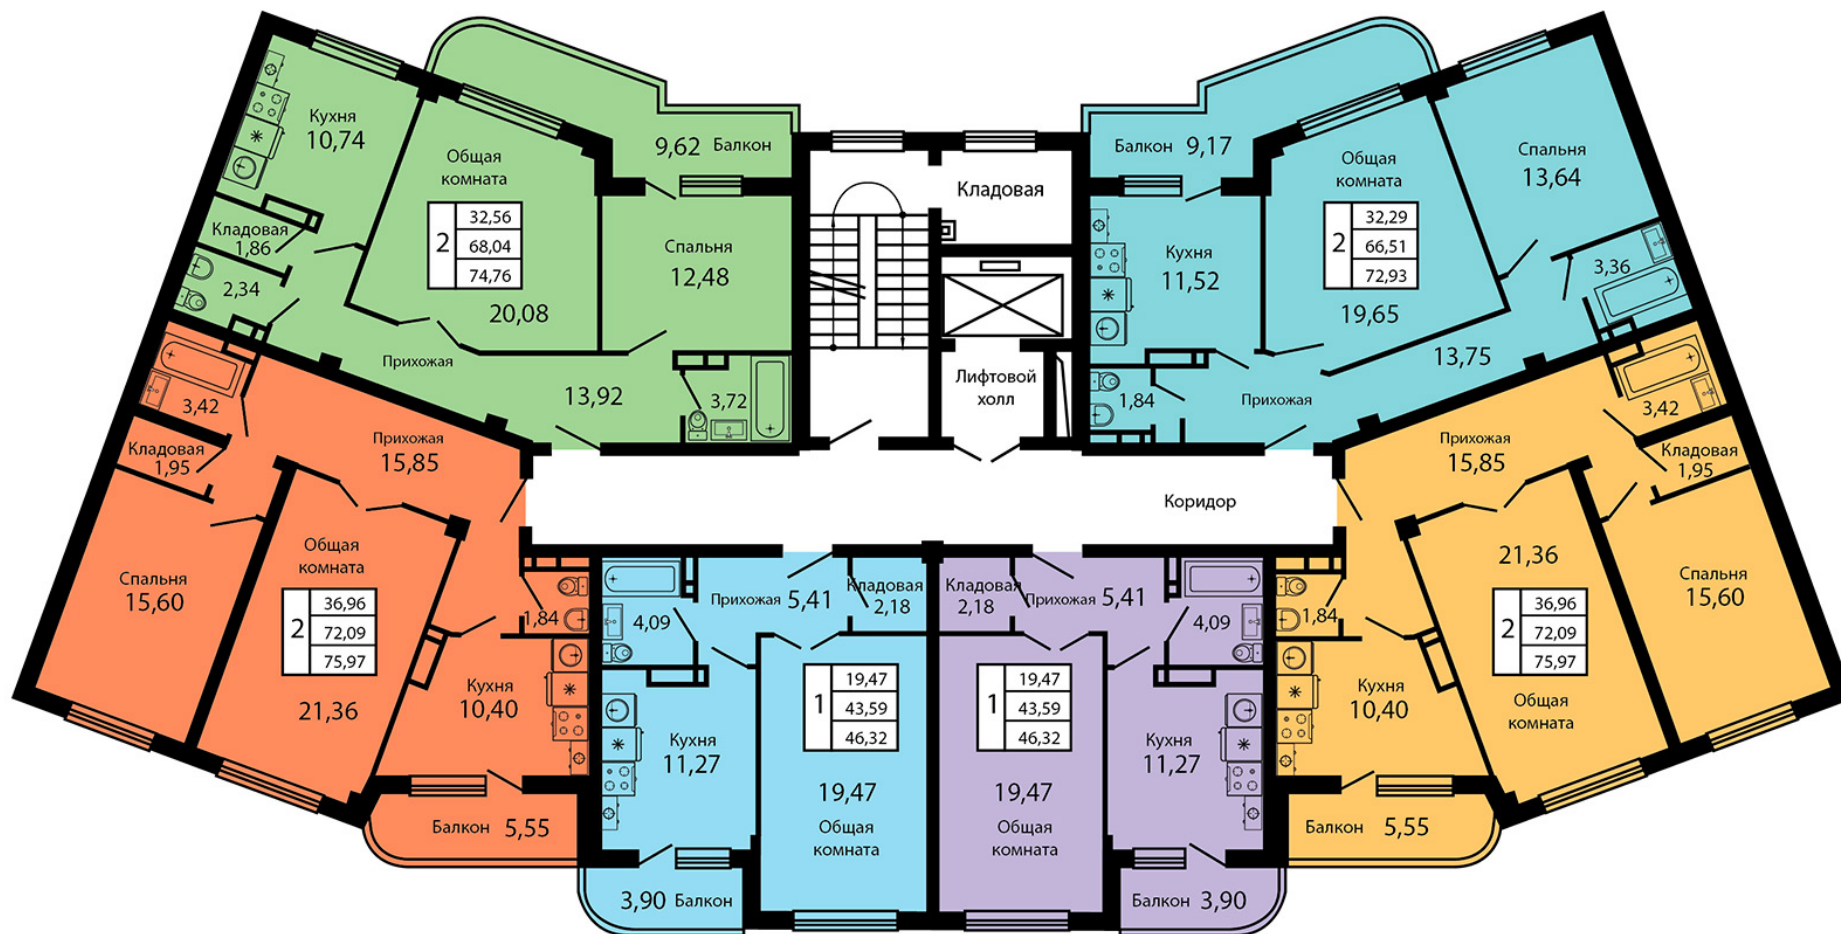 Кухня
10,74
Общая
комната
2
32,56
68,04
74,76
20,08
9,62 Балкон
Спальня
12,48
Кладовая
1,86
2,34
Прихожая
13,92
3,72
Кладовая
Лифтовой
холл
Коридор
Балкон 9,17
Кухня
11,52
Общая
комната
2
32,29
66,51
72,93
19,65
Спальня
13,64
3,36
13,75
Прихожая
1,84
3,42
Кладовая
1,95
Прихожая
15,85
Спальня
15,60
Общая
комната
2
36,96
72,09
75,97
21,36
1,84
Кухня
10,40
Балкон 5,55
4,09
Прихожая 5,41
Кладовая
2,18
Кухня
11,27
1
19,47
43,59
46,32
19,47
Общая
комната
3,90 Балкон
Кладовая
2,18
Прихожая 5,41
4,09
1
19,47
43,59
46,32
Кухня
11,27
19,47
Общая
комната
Балкон 3,90
Прихожая
15,85
3,42
Кладовая
1,95
21,36
2
36,96
72,09
75,97
Общая
комната
Спальня
15,60
1,84
Кухня
10,40
Балкон 5,55